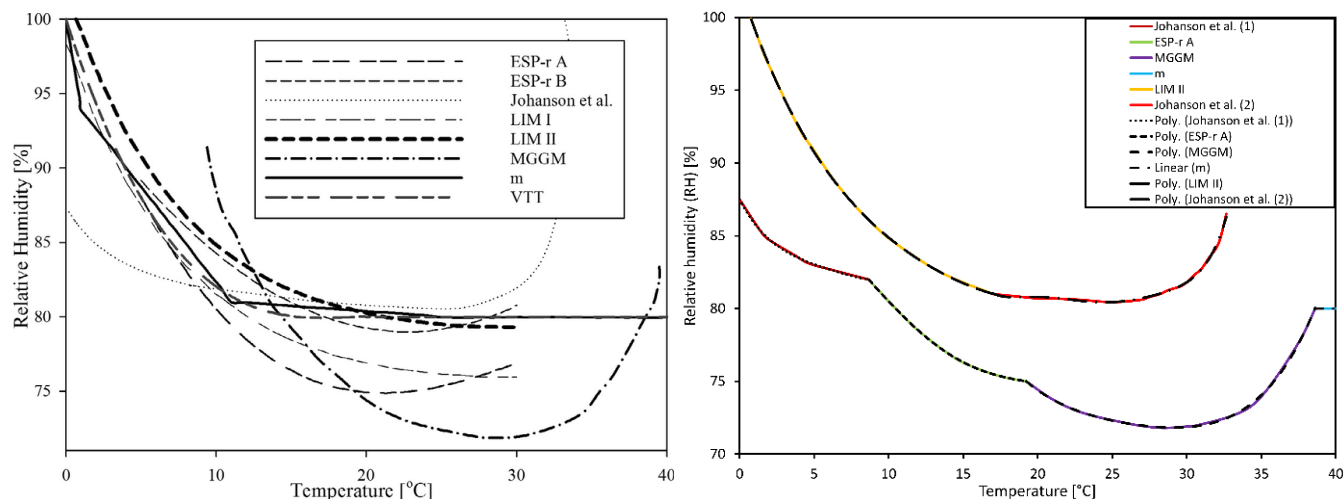 100
95
90
85
80
75
Relative Humidity [%]
ESP-r A
ESP-r B
Johanson et al.
LIM I
LIM II
MGGM
m
VTT
0
10
20
30
40
Temperature [°C]
100
95
90
85
80
75
70
Relative humidity (RH) [%]
Johanson et al. (1)
ESP-r A
MGGM
m
LIM II
Johanson et al. (2)
Poly. (Johanson et al. (1))
Poly. (ESP-r A)
Poly. (MGGM)
Linear (m)
Poly. (LIM II)
Poly. (Johanson et al. (2))
0
5
10
15
20
25
30
35
40
Temperature [°C]